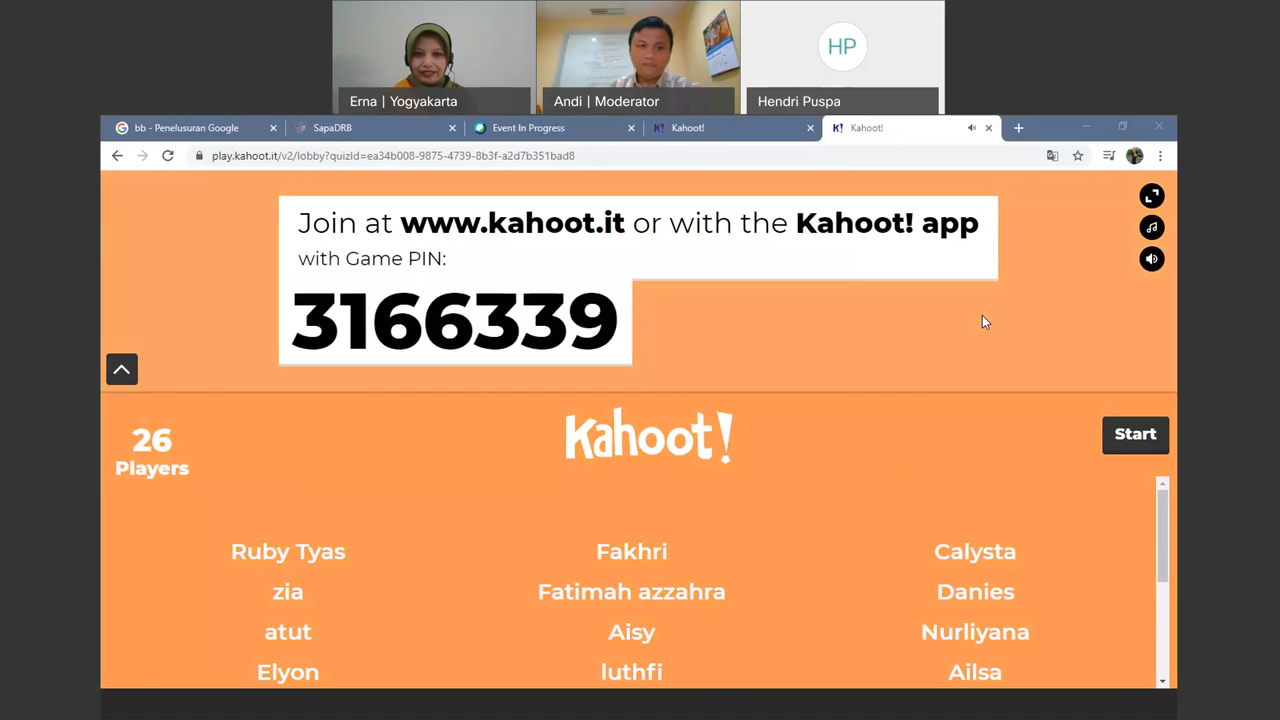 HP
Erna | Yogyakarta
Andi | Moderator
Hendri Puspa
bb - Penelusuran Google
SapaDRB
Event In Progress
Kahoot!
Kahoot!
play.kahoot.it/v2/lobby?quizId=ea34b008-9875-4739-8b3f-a2d7b351bad8
Join at www.kahoot.it or with the Kahoot! app
with Game PIN:
3166339
26
Players
Kahoot!
Start
Ruby Tyas
Fakhri
Calysta
zia
Fatimah azzahra
Danies
atut
Aisy
Nurliyana
Elyon
luthfi
Ailsa